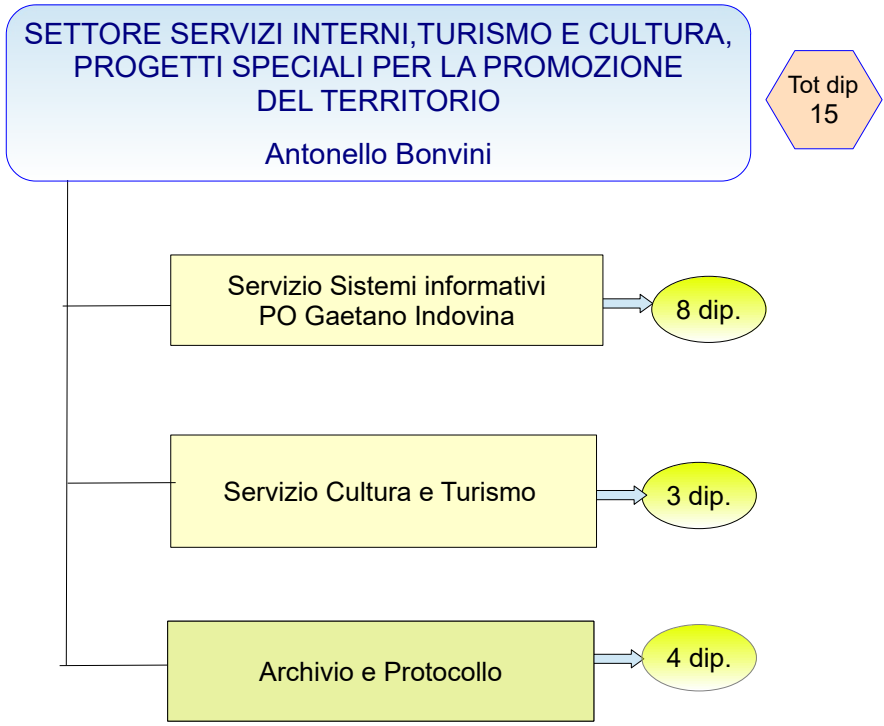 SETTORE SERVIZI INTERNI,TURISMO E CULTURA,
PROGETTI SPECIALI PER LA PROMOZIONE
DEL TERRITORIO
Antonello Bonvini
Tot dip
15
Servizio Sistemi informativi
PO Gaetano Indovina
8 dip.
Servizio Cultura e Turismo
3 dip.
Archivio e Protocollo
4 dip.